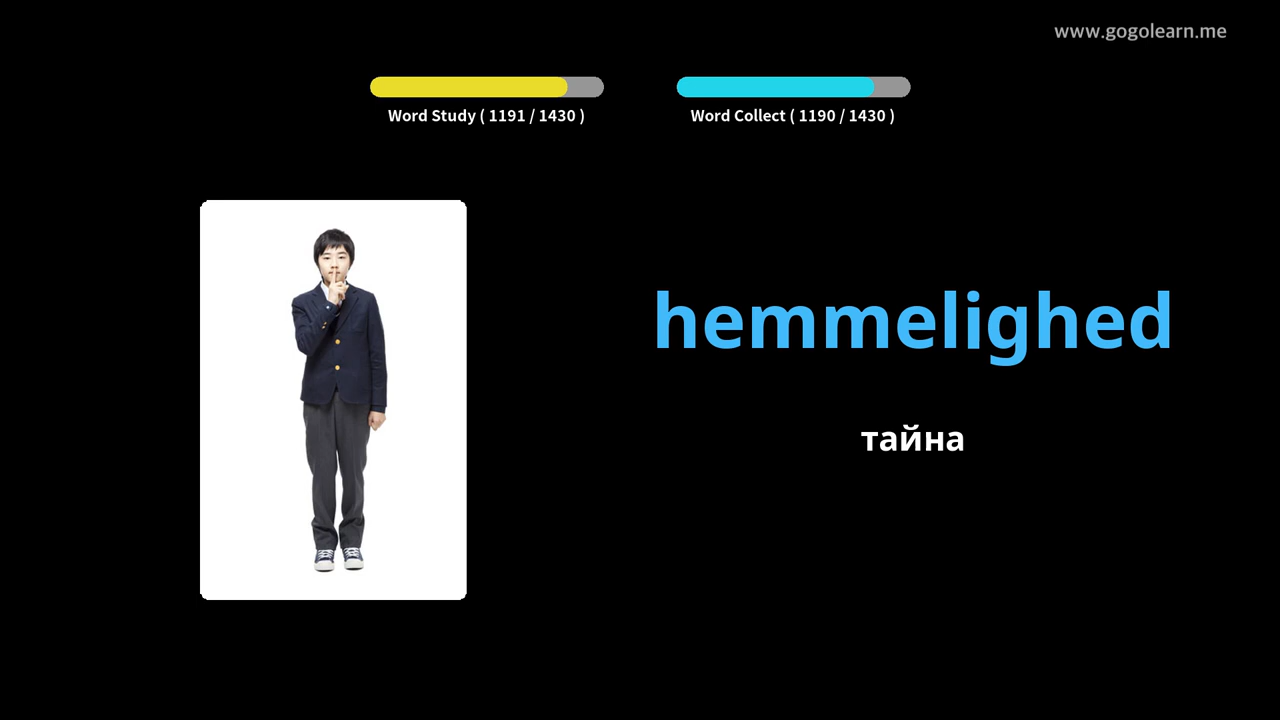 www.gogolearn.me
Word Study ( 1191 / 1430 )
Word Collect ( 1190 / 1430 )
hemmelighed
тайна